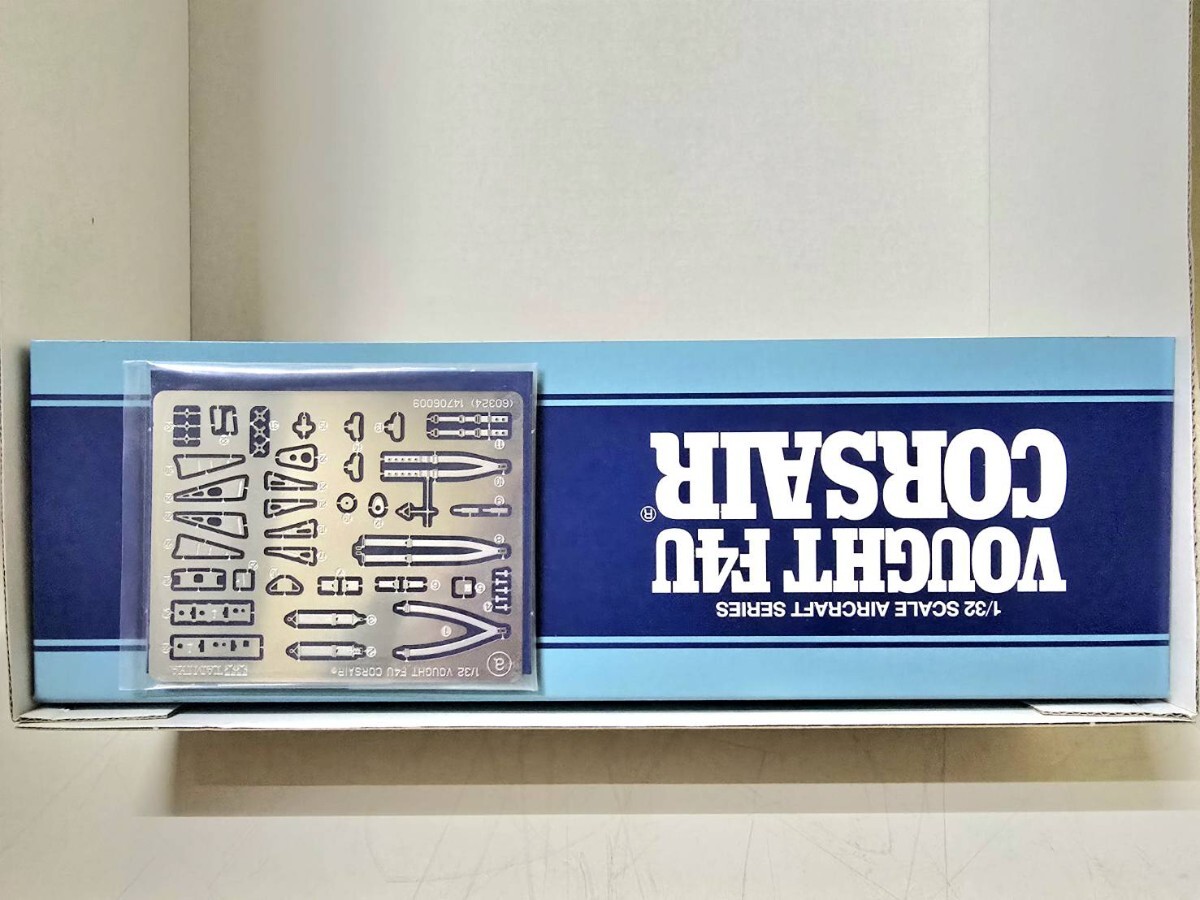 1/32 SCALE AIRCRAFT SERIES
VOUGHT F4U
CORSAIR®
a
1/32 VOUGHT F4U CORSAIR®
TAMIYA
(60324) 14706009